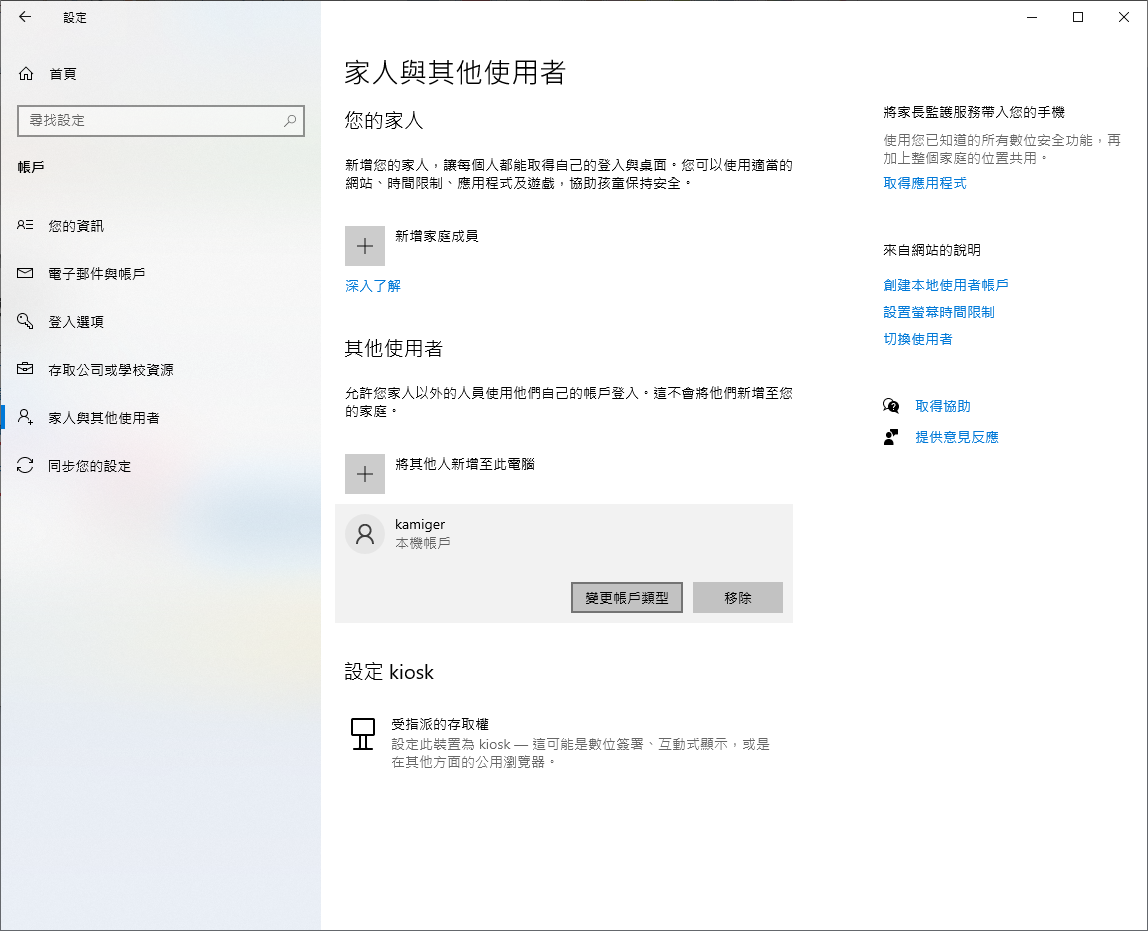 設定
首頁
尋找設定
帳戶
您的資訊
電子郵件與帳戶
登入選項
存取公司或學校資源
家人與其他使用者
同步您的設定
家人與其他使用者
您的家人
新增您的家人，讓每個人都能取得自己的登入與桌面。您可以使用適當的
網站、時間限制、應用程式及遊戲，協助孩童保持安全。
新增家庭成員
深入了解
其他使用者
允許您家人以外的人員使用他們自己的帳戶登入。這不會將他們新增至您
的家庭。
將其他人新增至此電腦
kamiger
本機帳戶
變更帳戶類型
移除
設定 kiosk
受指派的存取權
設定此裝置為 kiosk — 這可能是數位簽署、互動式顯示，或是
在其他方面的公用瀏覽器。
將家長監護服務帶入您的手機
使用您已知道的所有數位安全功能，再
加上整個家庭的位置共用。
取得應用程式
來自網站的說明
創建本地使用者帳戶
設置螢幕時間限制
切換使用者
取得協助
提供意見反應